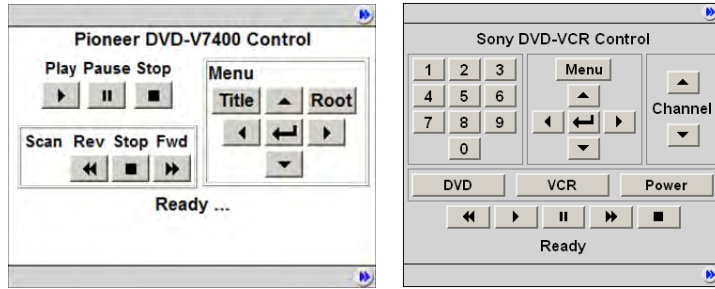 Pioneer DVD-V7400 Control
Play Pause Stop
Menu
Title Root
Scan Rev Stop Fwd
Ready ...
Sony DVD-VCR Control
1 2 3
4 5 6
7 8 9
0
Menu
Channel
DVD VCR Power
Ready